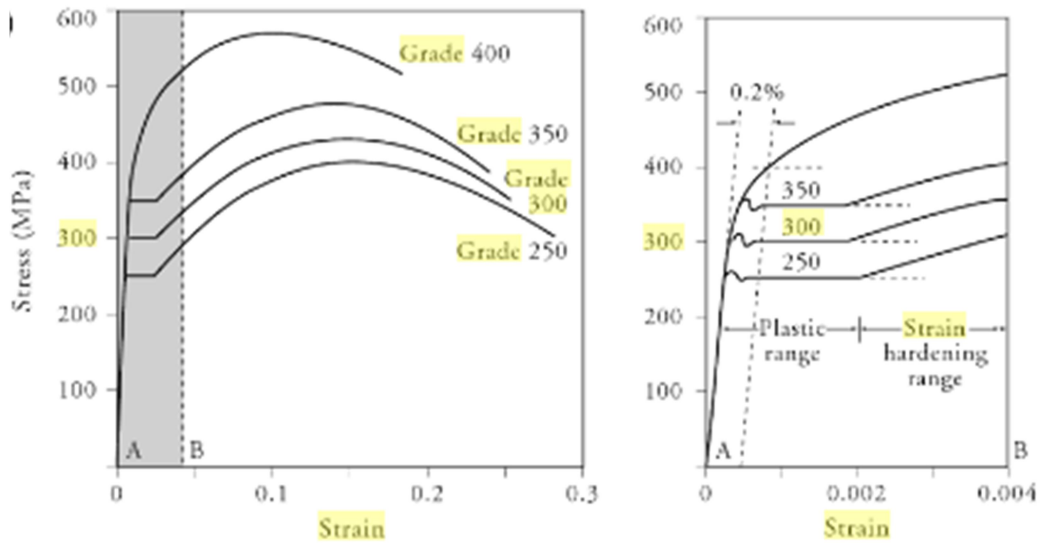 600
500
400
300
200
100
Stress (MPa)
Grade 400
Grade 350
Grade
300
Grade 250
A
B
0
0.1
0.2
0.3
Strain
600
500
400
300
200
100
0.2%
350
300
250
Plastic
range
Strain
hardening
range
A
B
0
0.002
0.004
Strain